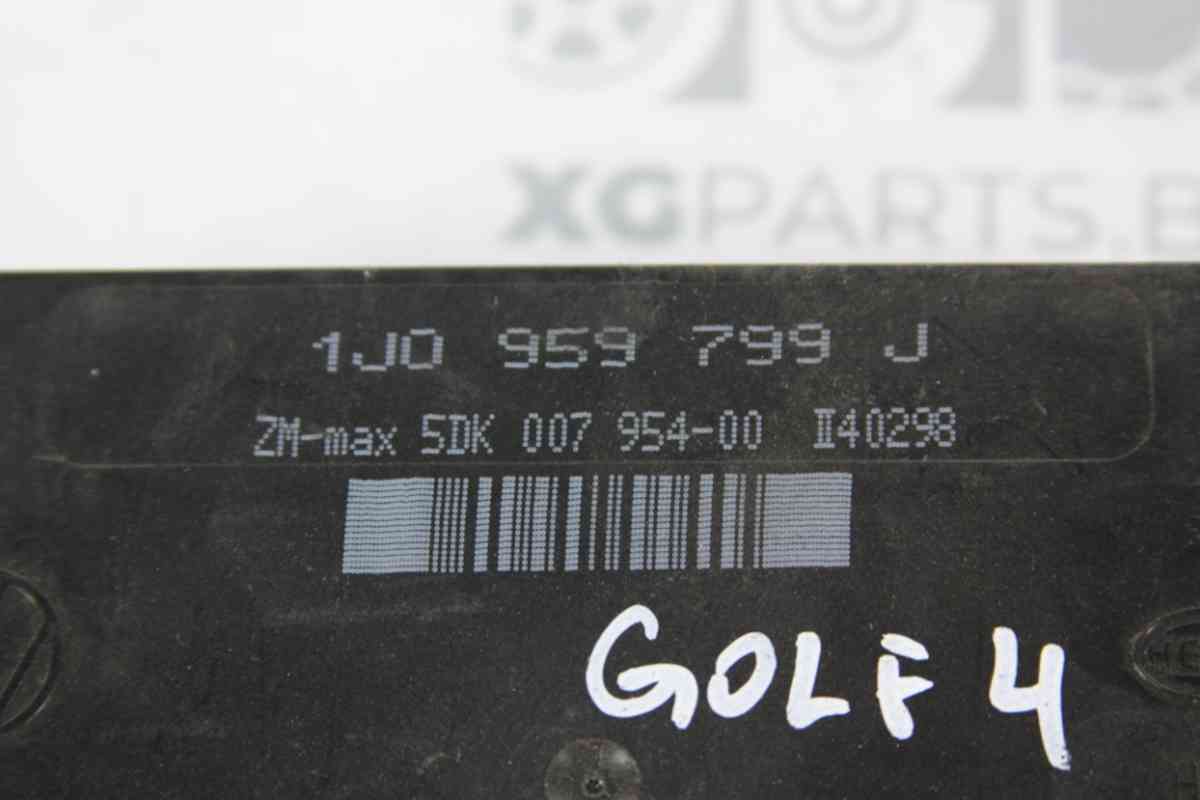 XGPARTS.B
1J0 959 799 J
ZM-max 5DK 007 954-00 II40298
GOLF 4